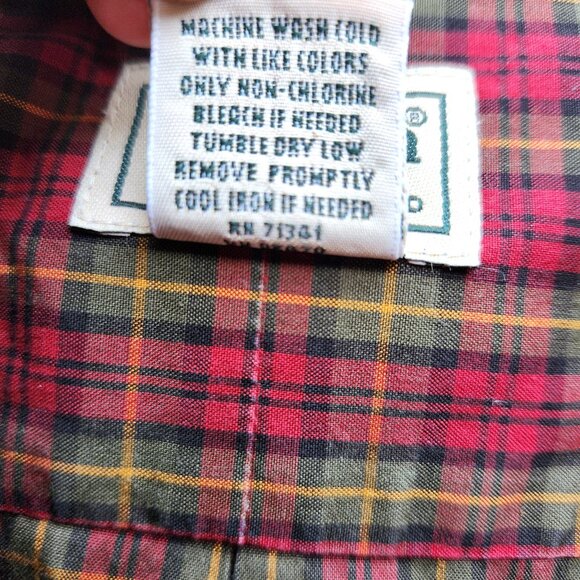 MACHINE WASH COLD
WITH LIKE COLORS
ONLY NON-CHLORINE
BLEACH IF NEEDED
TUMBLE DRY LOW
REMOVE PROMPTLY
COOL IRON IF NEEDED
RN 71341
®
D